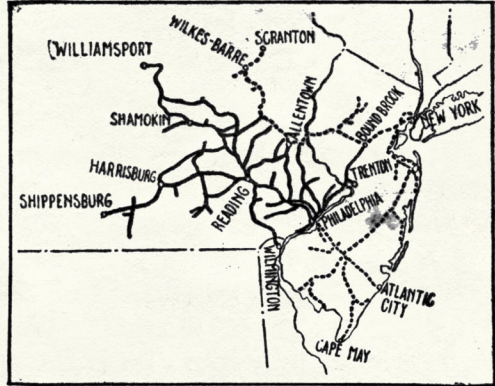 WILKES-BARRE
SCRANTON
WILLIAMSPORT
ALLENTOWN
BOUND BROOK
NEW YORK
SHAMOKIN
TRENTON
HARRISBURG
SHIPPENSBURG
READING
PHILADELPHIA
WILMINGTON
ATLANTIC
CITY
CAPE MAY